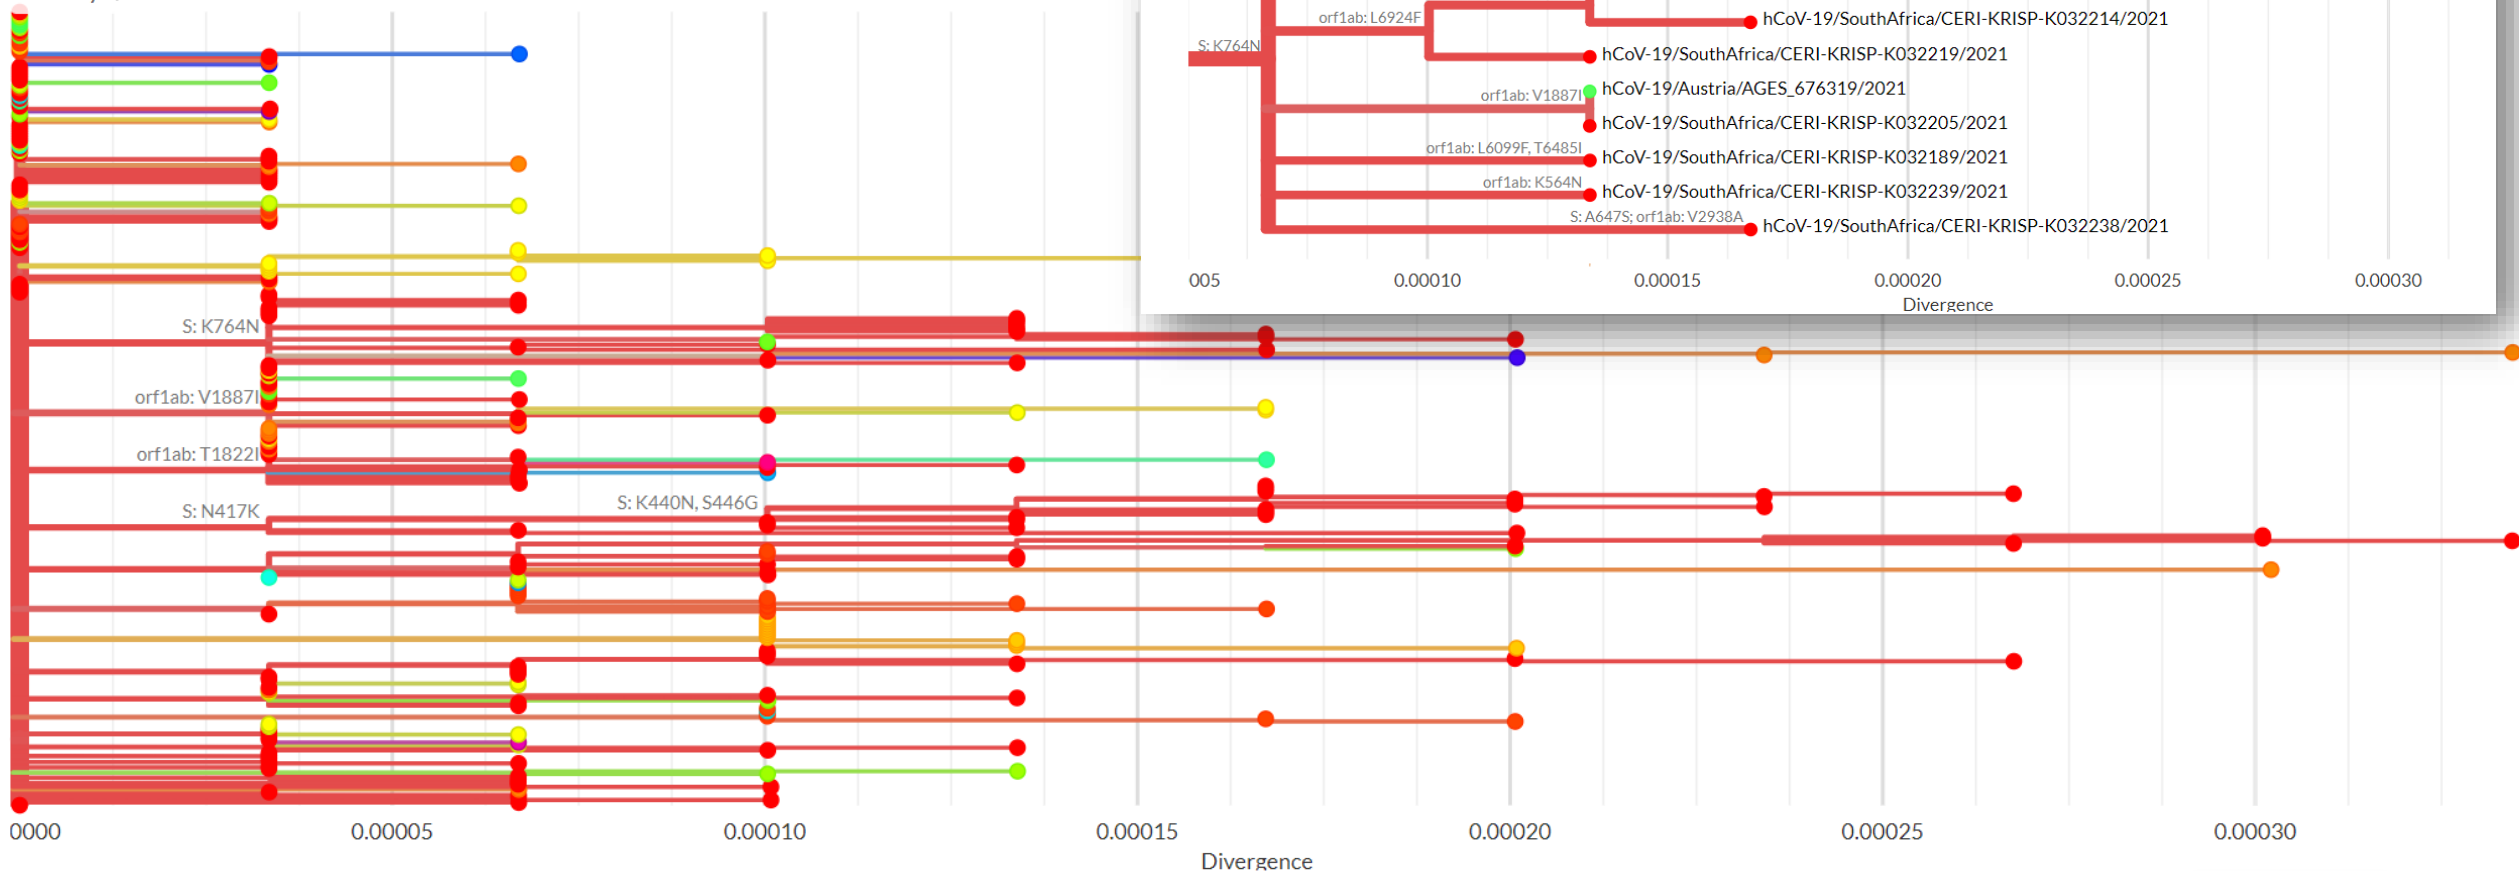 orf1ab: L6924F
hCoV-19/SouthAfrica/CERI-KRISP-K032214/2021
S: K764N
hCoV-19/SouthAfrica/CERI-KRISP-K032219/2021
hCoV-19/Austria/AGES_676319/2021
orf1ab: V1887I
hCoV-19/SouthAfrica/CERI-KRISP-K032205/2021
orf1ab: L6099F, T6485I
hCoV-19/SouthAfrica/CERI-KRISP-K032189/2021
orf1ab: K564N
hCoV-19/SouthAfrica/CERI-KRISP-K032239/2021
S: A647S; orf1ab: V2938A
hCoV-19/SouthAfrica/CERI-KRISP-K032238/2021
005 0.00010 0.00015 0.00020 0.00025 0.00030
Divergence
S: K764N
orf1ab: V1887I
orf1ab: T1822I
S: K440N, S446G
S: N417K
0000 0.00005 0.00010 0.00015 0.00020 0.00025 0.00030
Divergence